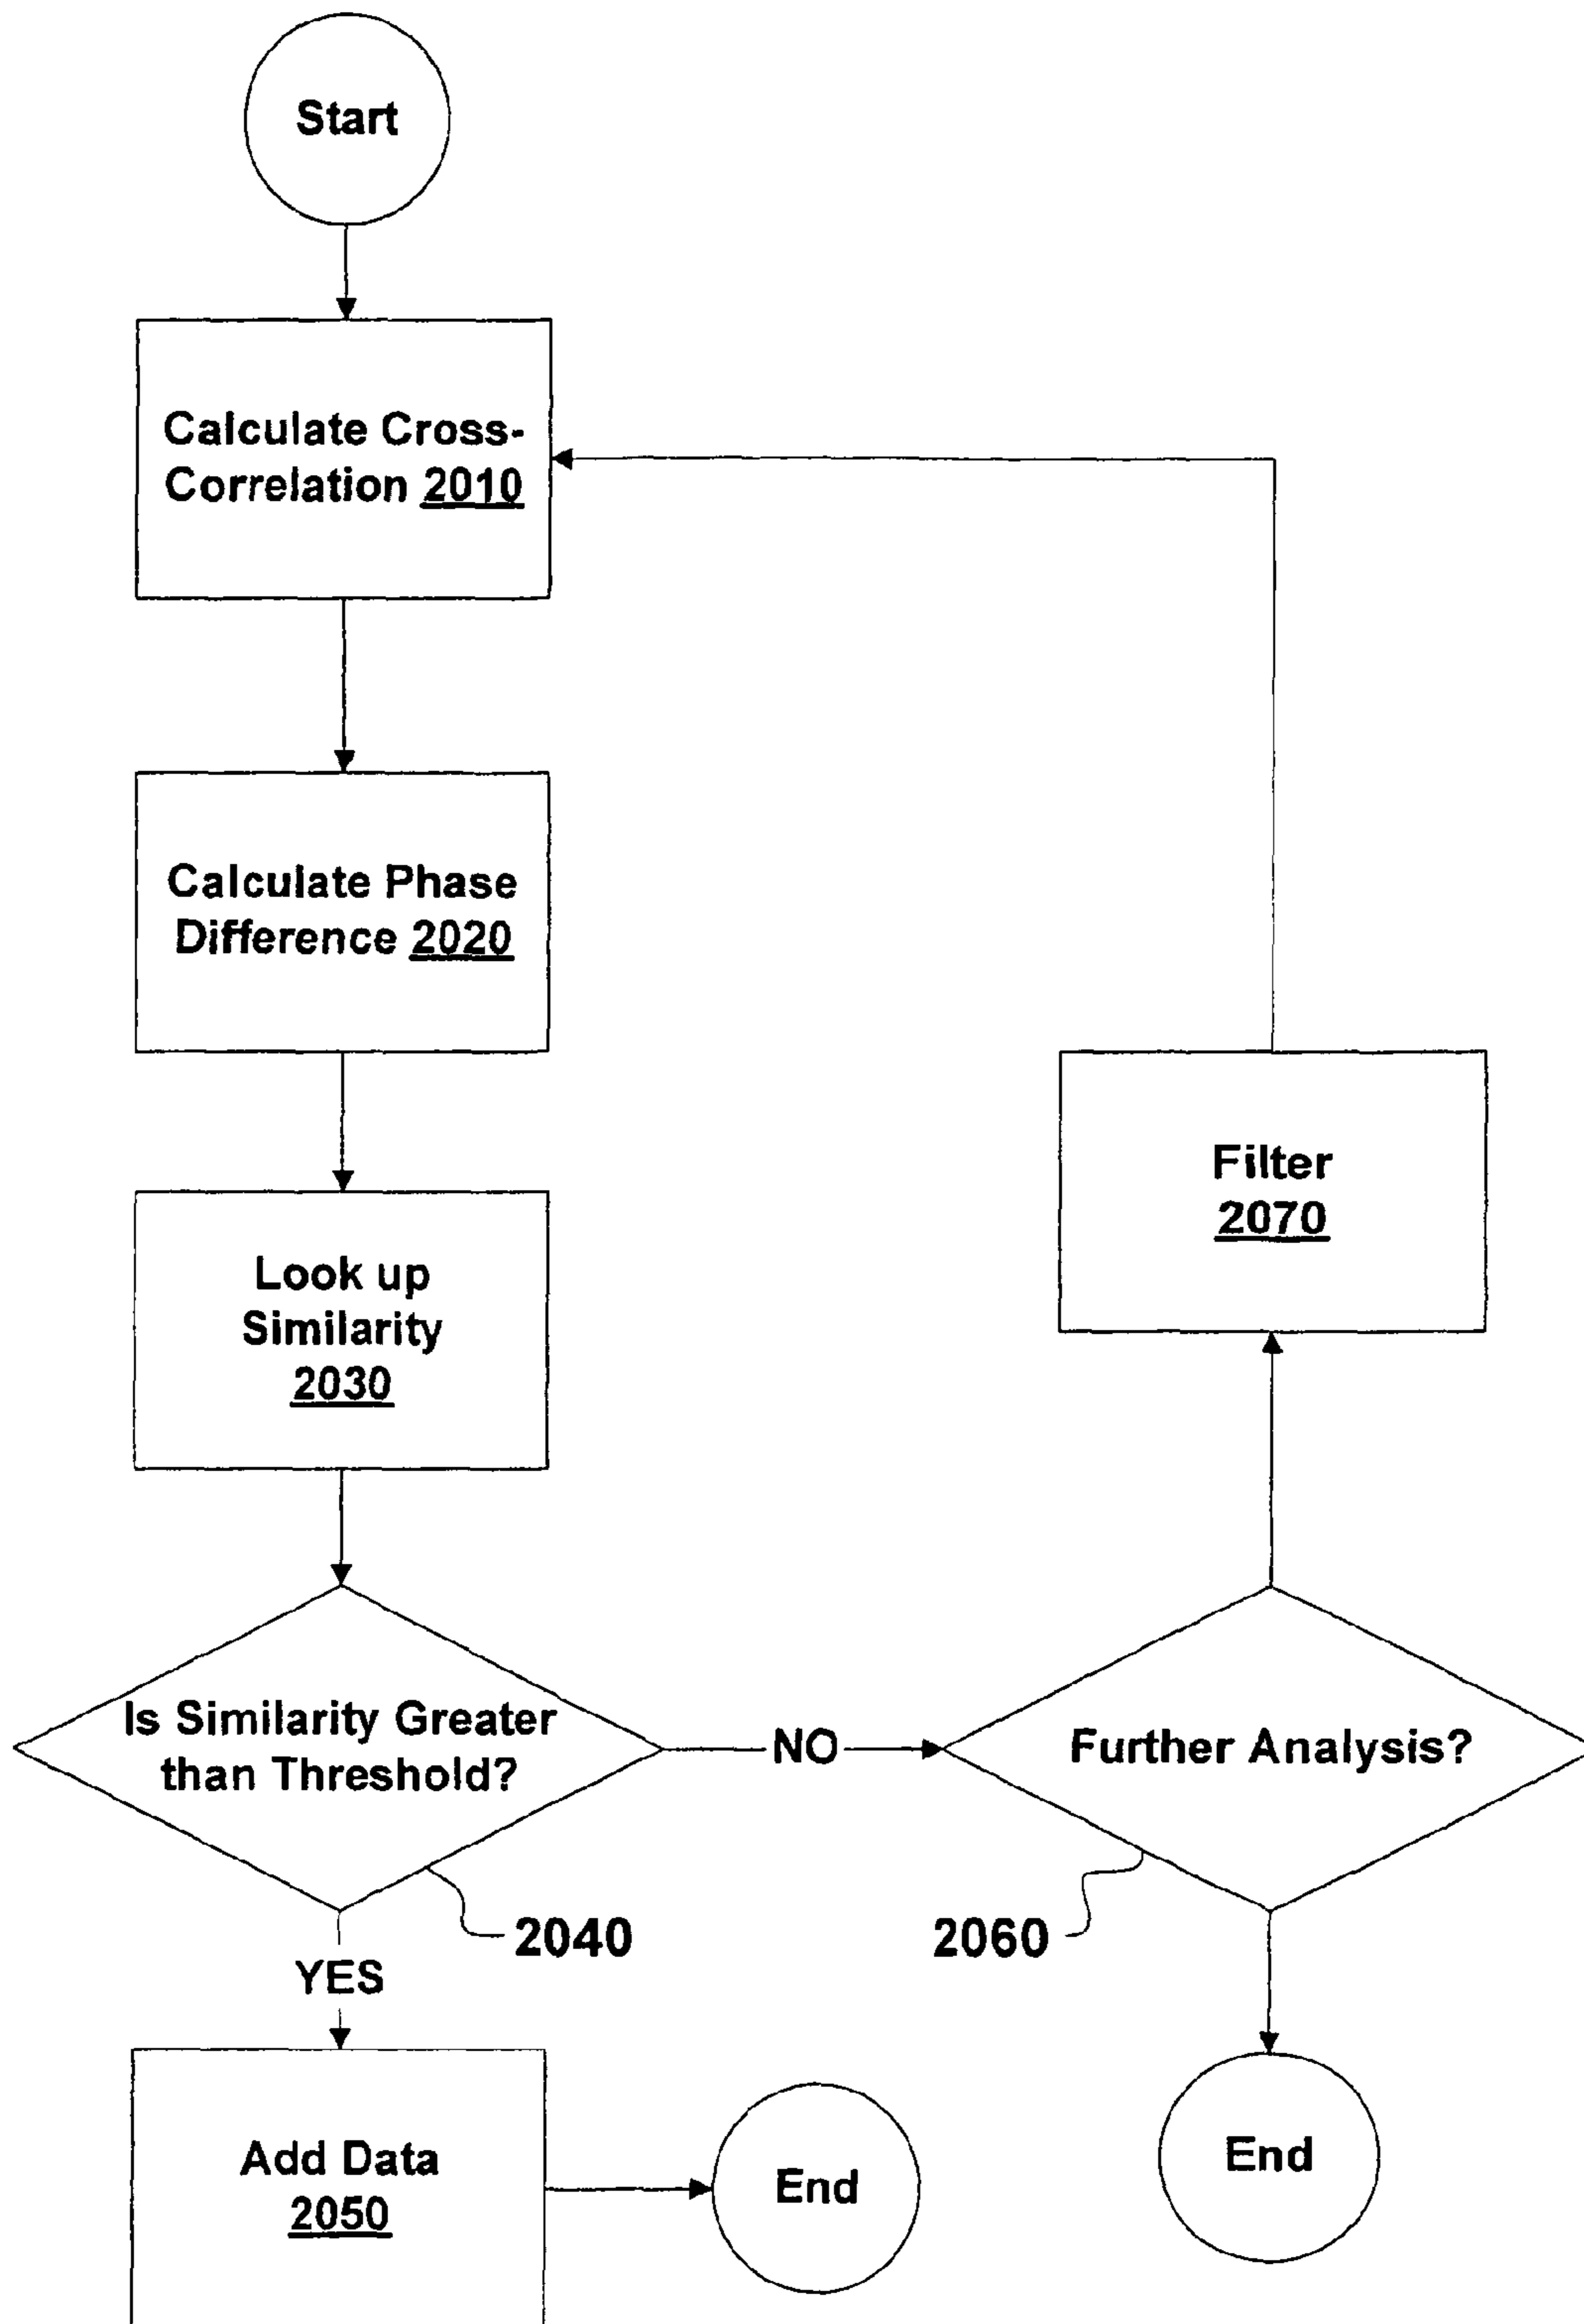 Start
Calculate Cross-
Correlation 2010
Calculate Phase
Difference 2020
Look up
Similarity
2030
Filter
2070
Is Similarity Greater
than Threshold?
NO
Further Analysis?
2040
2060
YES
Add Data
2050
End
End